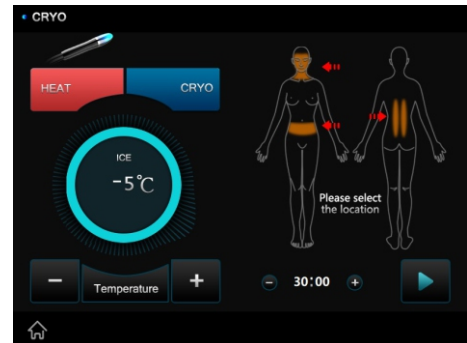 CRYO
HEAT
CRYO
ICE
-5℃
Please select
the location
− Temperature +
− 30:00 +